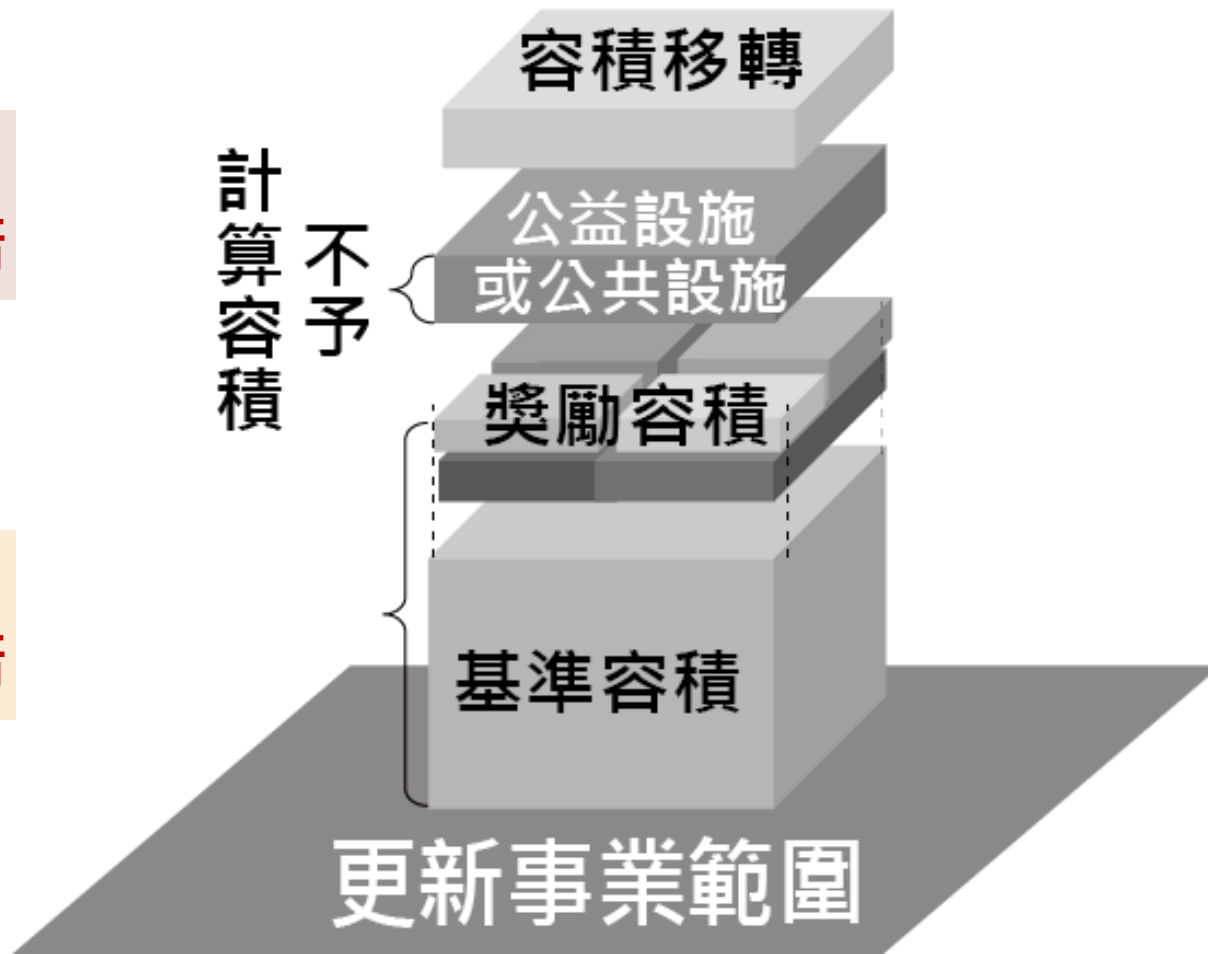 容積移轉
公益設施
或公共設施
不予
計算容積
獎勵容積
基準容積
更新事業範圍